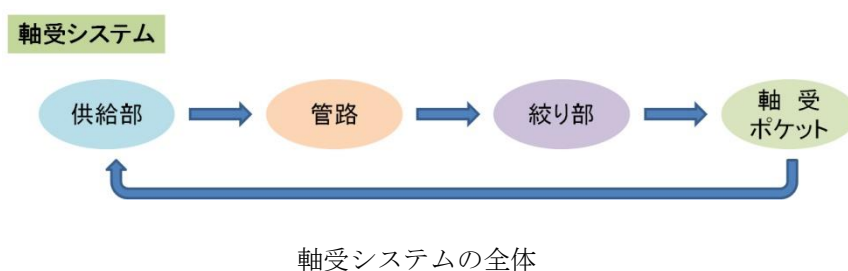 軸受システム
供給部
管路
絞り部
軸 受
ポケット
軸受システムの全体